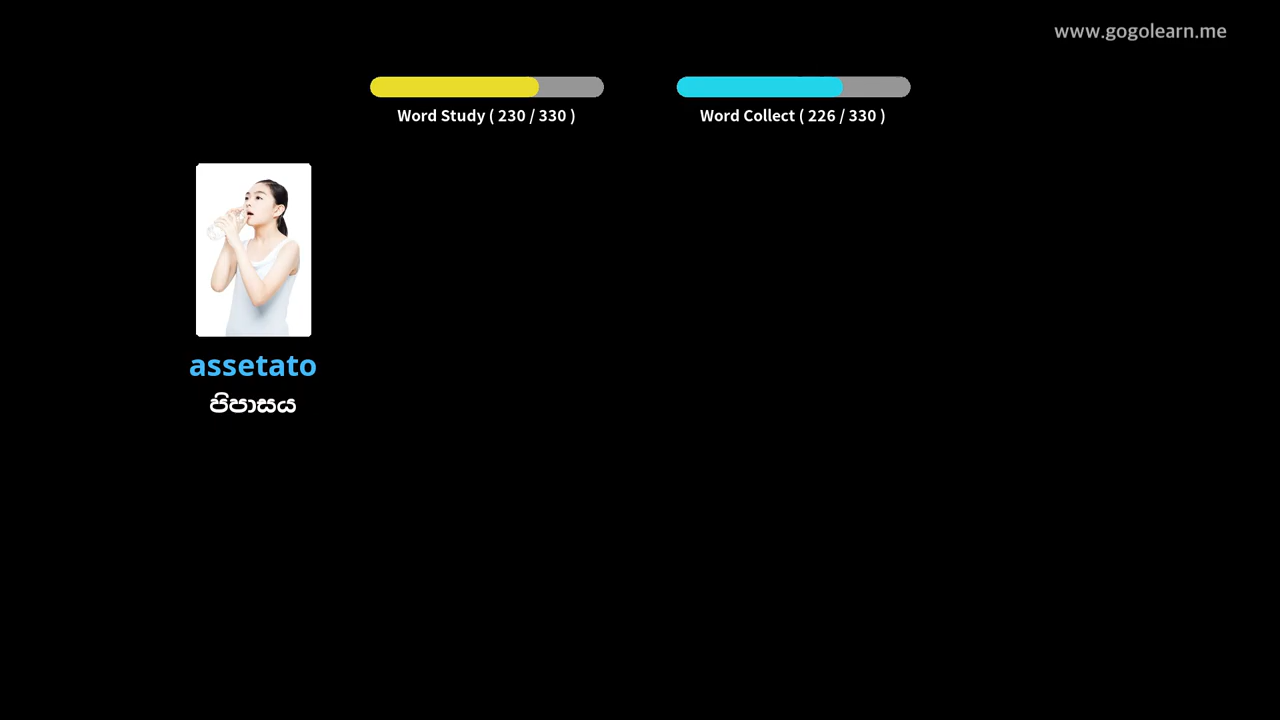 www.gogolearn.me
Word Study ( 230 / 330 )
Word Collect ( 226 / 330 )
assetato
පිපාසය